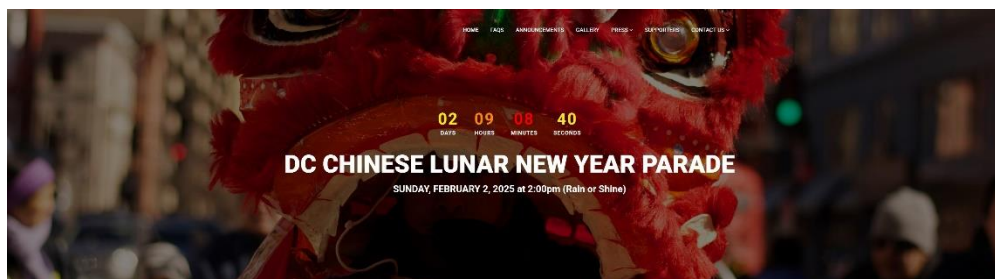 HOME FAQS ANNOUNCEMENTS GALLERY PRESS SUPPORTERS CONTACT US
02 09 08 40
DAYS HOURS MINUTES SECONDS
DC CHINESE LUNAR NEW YEAR PARADE
SUNDAY, FEBRUARY 2, 2025 at 2:00pm (Rain or Shine)